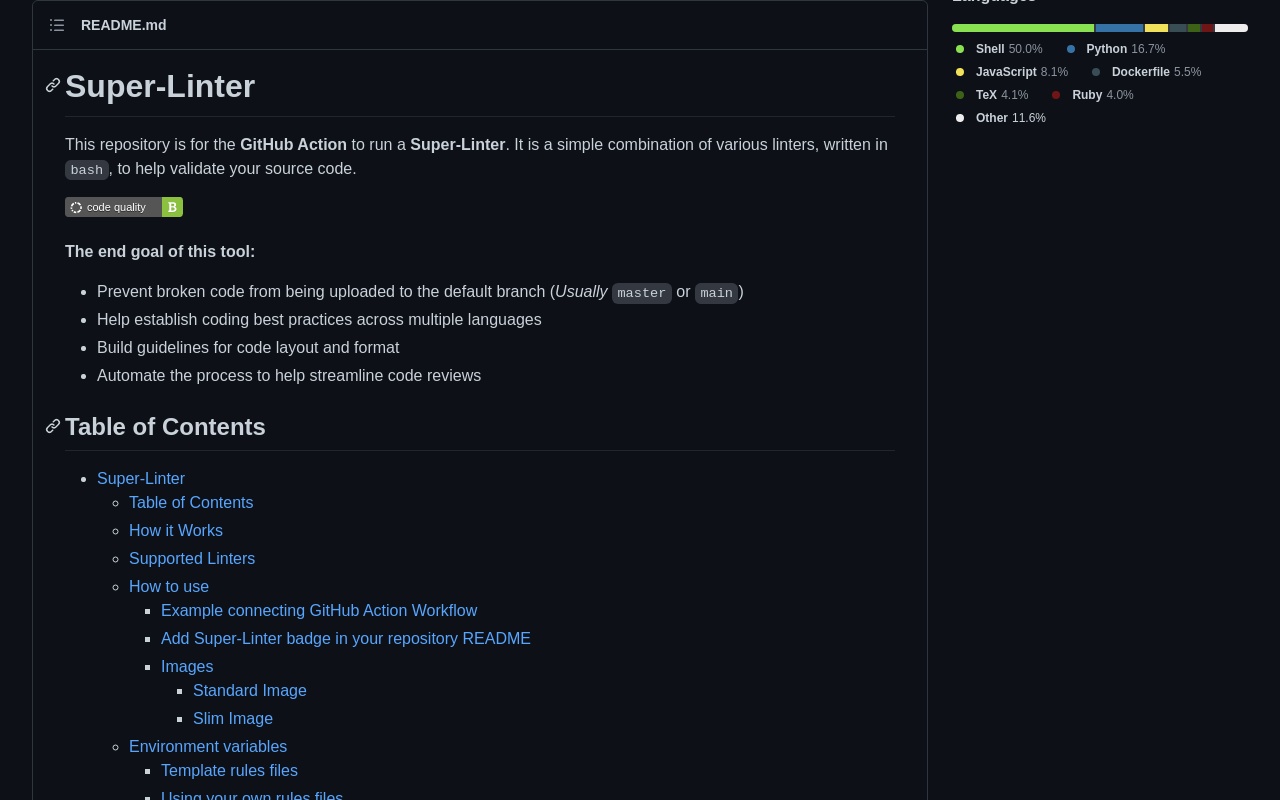 README.md
Super-Linter
This repository is for the GitHub Action to run a Super-Linter. It is a simple combination of various linters, written in
bash, to help validate your source code.
code quality B
The end goal of this tool:
Prevent broken code from being uploaded to the default branch (Usually master or main)
Help establish coding best practices across multiple languages
Build guidelines for code layout and format
Automate the process to help streamline code reviews
Table of Contents
Super-Linter
Table of Contents
How it Works
Supported Linters
How to use
Example connecting GitHub Action Workflow
Add Super-Linter badge in your repository README
Images
Standard Image
Slim Image
Environment variables
Template rules files
Using your own rules files
Languages
Shell 50.0% Python 16.7%
JavaScript 8.1% Dockerfile 5.5%
TeX 4.1% Ruby 4.0%
Other 11.6%